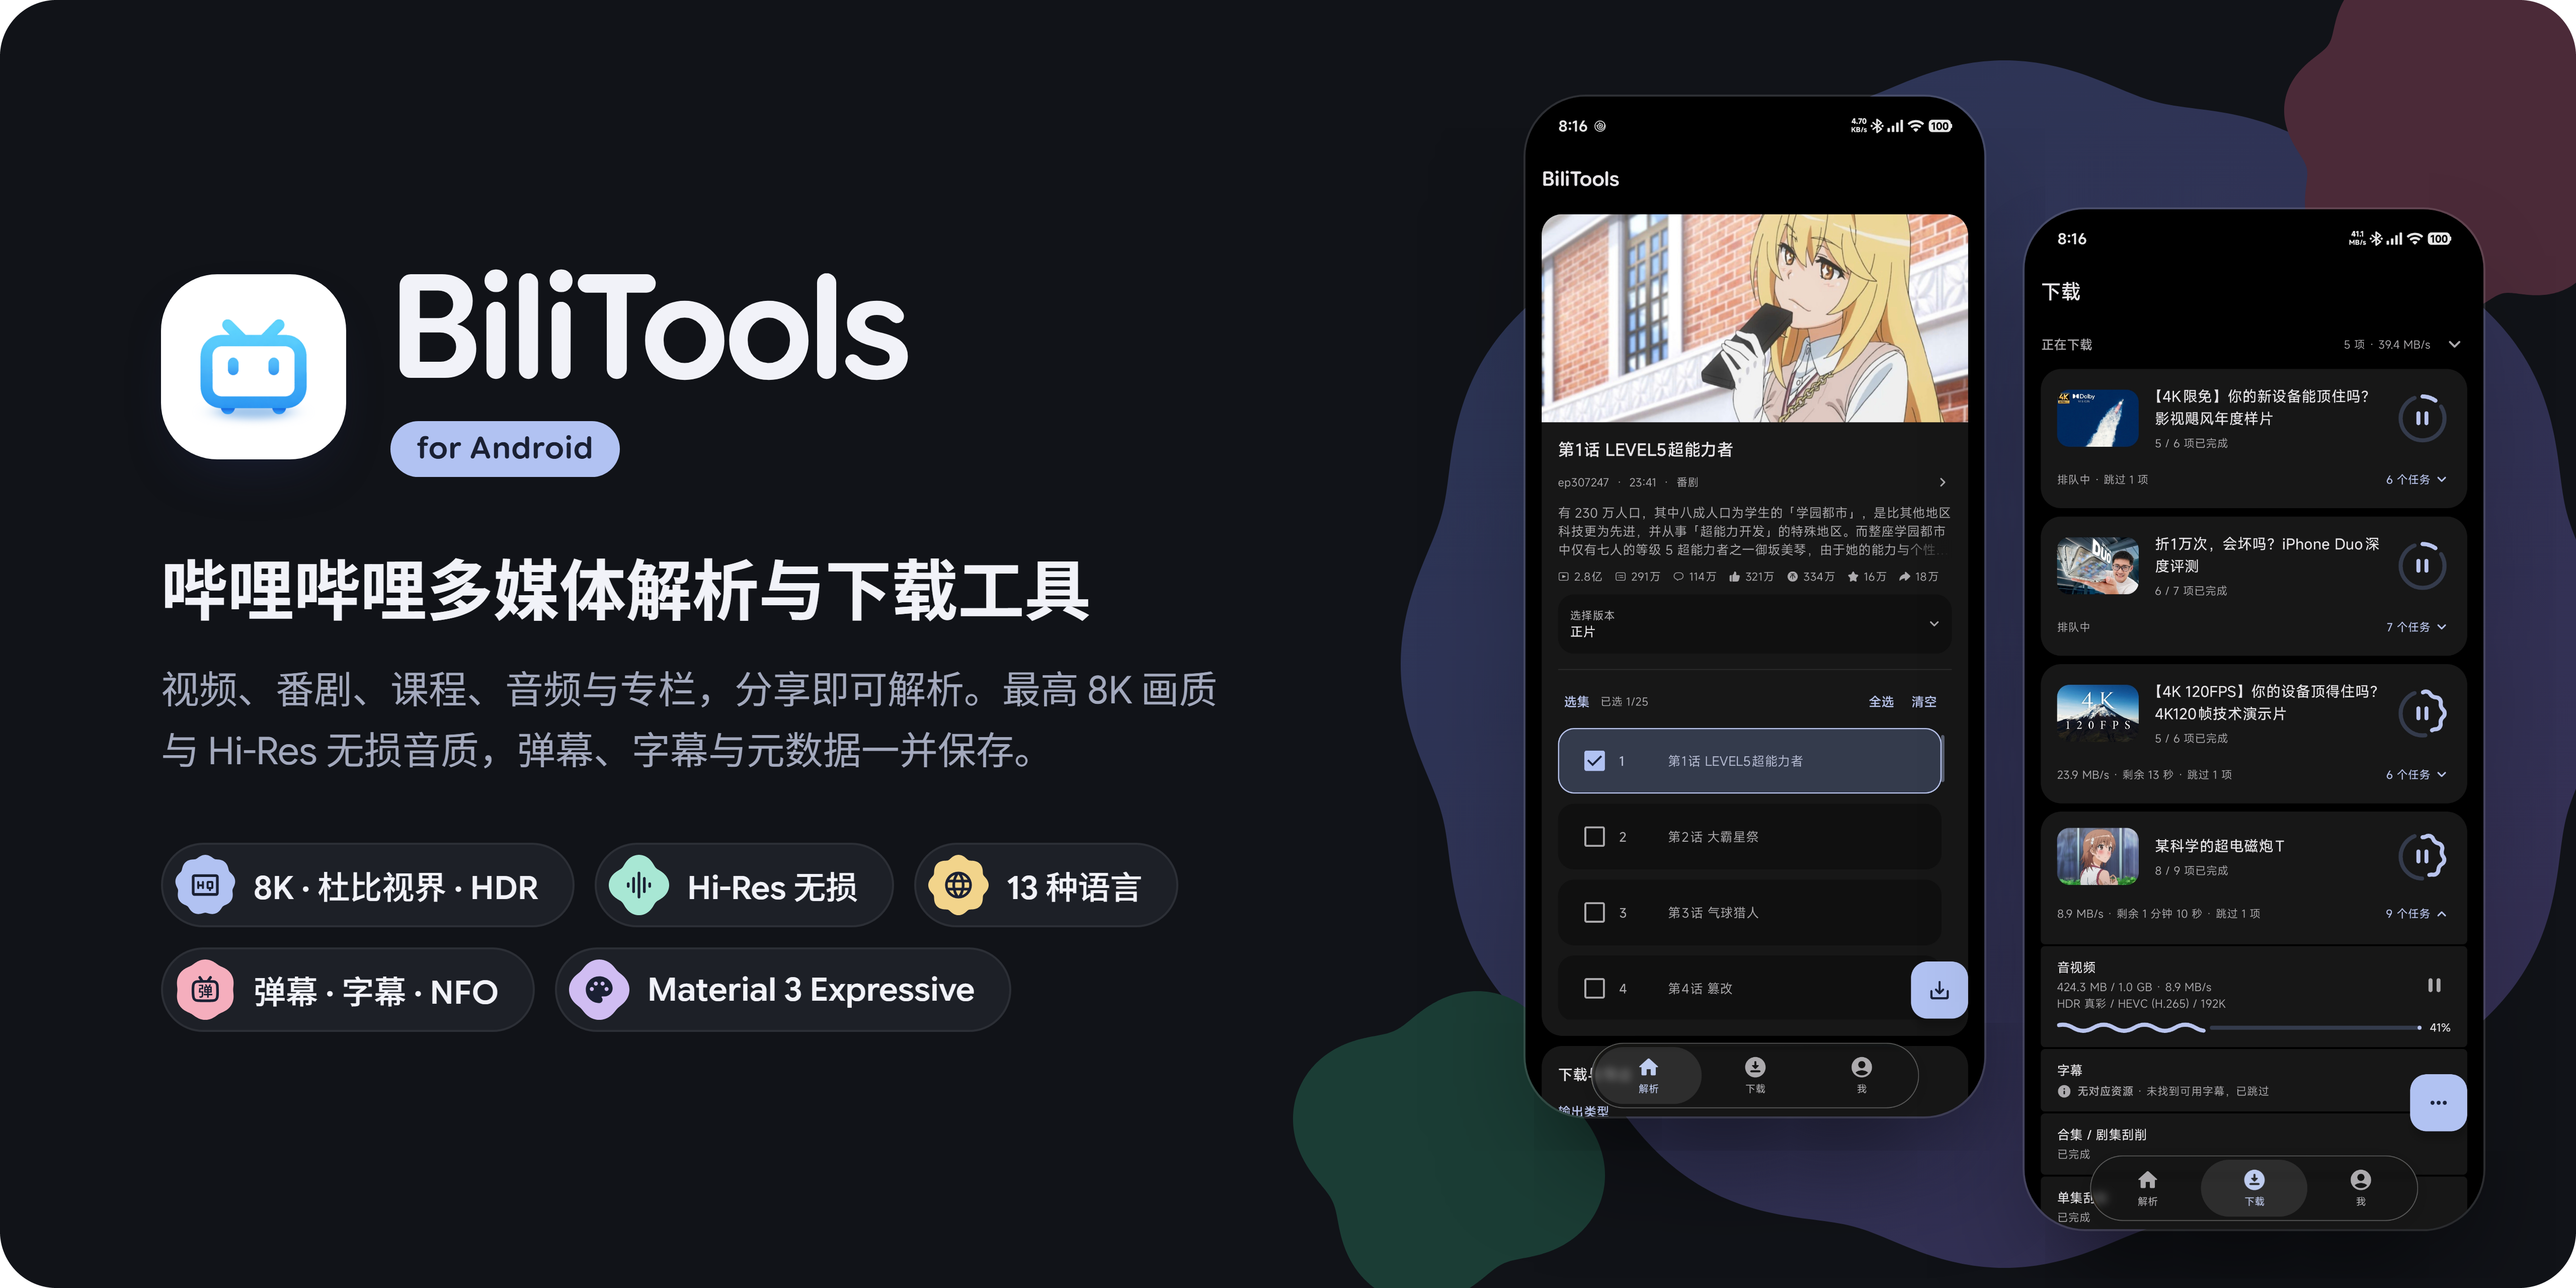 BiliTools
for Android
哔哩哔哩多媒体解析与下载工具
视频、番剧、课程、音频与专栏，分享即可解析。最高 8K 画质
与 Hi-Res 无损音质，弹幕、字幕与元数据一并保存。
HQ
8K · 杜比视界 · HDR
Hi-Res 无损
13 种语言
弹
弹幕 · 字幕 · NFO
Material 3 Expressive
8:16
4.70
KB/s
100
BiliTools
第1话 LEVEL5超能力者
ep307247 · 23:41 · 番剧
有 230 万人口，其中八成人口为学生的「学园都市」，是比其他地区
科技更为先进，并从事「超能力开发」的特殊地区。而整座学园都市
中仅有七人的等级 5 超能力者之一御坂美琴，由于她的能力与个性...
2.8亿 291万 114万 321万 334万 16万 18万
选择版本
正片
选集 已选 1/25 全选 清空
1 第1话 LEVEL5超能力者
2 第2话 大霸星祭
3 第3话 气球猎人
4 第4话 篡改
下载
输出类型
解析
下载
我
8:16
41.1
MB/s
100
下载
正在下载
5 项 · 39.4 MB/s
4K Dolby
【4K限免】你的新设备能顶住吗？
影视飓风年度样片
5 / 6 项已完成
排队中 · 跳过 1 项
6 个任务
DUO
折1万次，会坏吗？iPhone Duo深
度评测
6 / 7 项已完成
排队中
7 个任务
4K
120FPS
【4K 120FPS】你的设备顶得住吗？
4K120帧技术演示片
5 / 6 项已完成
23.9 MB/s · 剩余 13 秒 · 跳过 1 项
6 个任务
某科学的超电磁炮T
8 / 9 项已完成
8.9 MB/s · 剩余 1 分钟 10 秒 · 跳过 1 项
9 个任务
音视频
424.3 MB / 1.0 GB · 8.9 MB/s
HDR 真彩 / HEVC (H.265) / 192K
41%
字幕
无对应资源 · 未找到可用字幕，已跳过
合集 / 剧集刮削
已完成
单集刮
已完成
解析
下载
我